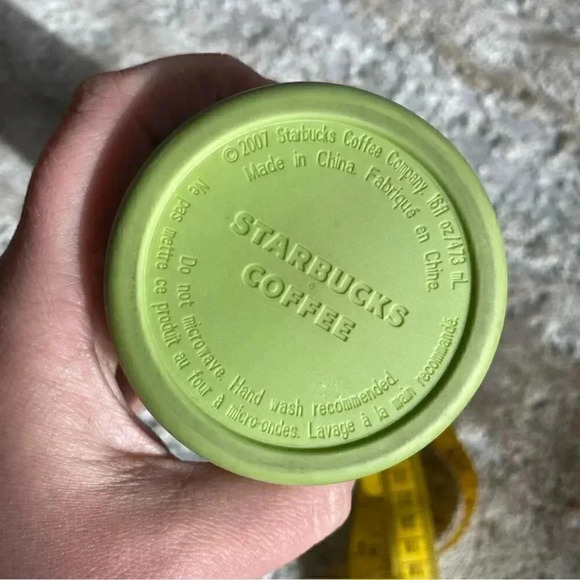 © 2007 Starbucks Coffee Company. 16fl oz/473 mL
Made in China. Fabriqué en Chine.
STARBUCKS
COFFEE
Do not microwave. Hand wash recommended.
Ne pas mettre ce produit au four à micro-ondes. Lavage à la main recommandé.